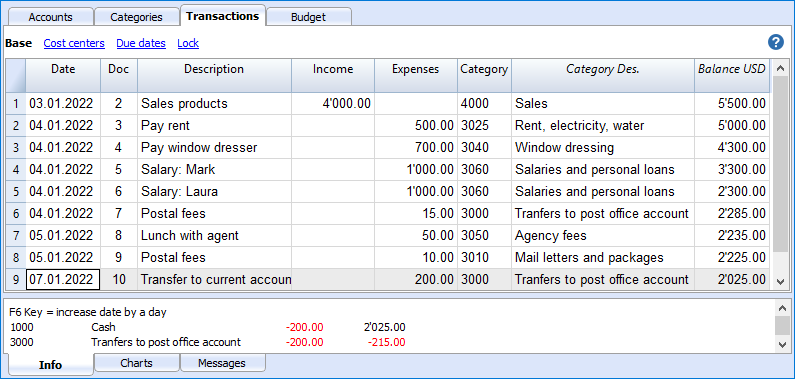 Accounts Categories Transactions Budget
Base Cost centers Due dates Lock ?
Date Doc Description Income Expenses Category Category Des. Balance USD
1 03.01.2022 2 Sales products 4'000.00 4000 Sales 5'500.00
2 04.01.2022 3 Pay rent 500.00 3025 Rent, electricity, water 5'000.00
3 04.01.2022 4 Pay window dresser 700.00 3040 Window dressing 4'300.00
4 04.01.2022 5 Salary: Mark 1'000.00 3060 Salaries and personal loans 3'300.00
5 04.01.2022 6 Salary: Laura 1'000.00 3060 Salaries and personal loans 2'300.00
6 04.01.2022 7 Postal fees 15.00 3000 Tranfers to post office account 2'285.00
7 05.01.2022 8 Lunch with agent 50.00 3050 Agency fees 2'235.00
8 05.01.2022 9 Postal fees 10.00 3010 Mail letters and packages 2'225.00
9 07.01.2022 10 Transfer to current accoun 200.00 3000 Tranfers to post office account 2'025.00
F6 Key = increase date by a day
1000 Cash -200.00 2'025.00
3000 Tranfers to post office account -200.00 -215.00
Info Charts Messages